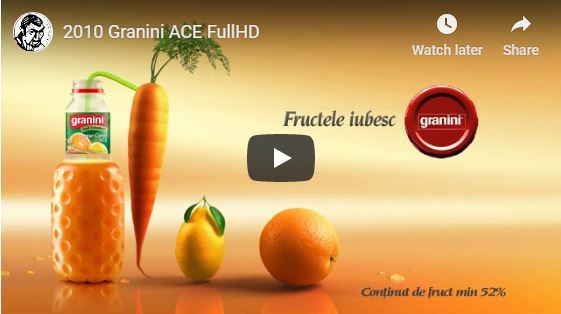 2010 Granini ACE FullHD
Watch later
Share
granini
Fructele iubesc
granini
Conținut de fruct min 52%